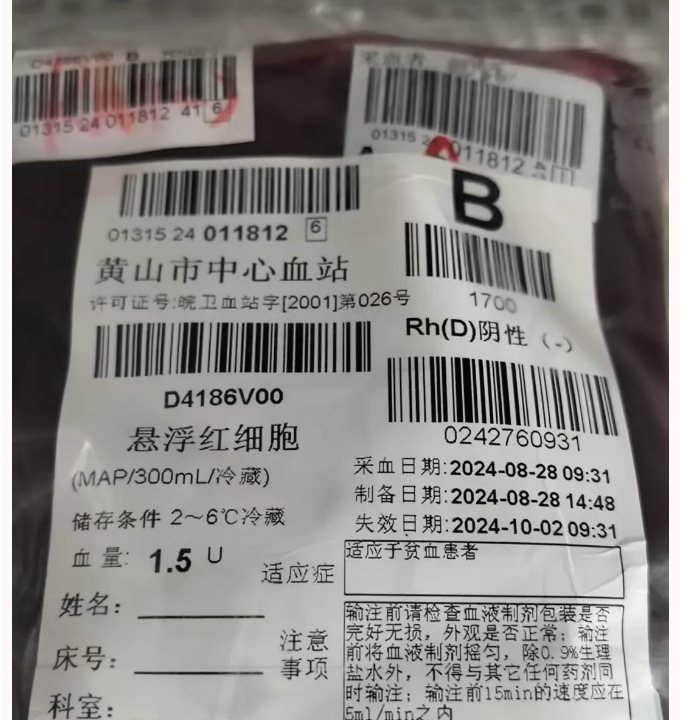 D4186V00 B
01315 24 011812 41 6
采血者
01315 2 011812
B
01315 24 011812 6
黄山市中心血站
许可证号:皖卫血站字[2001]第026号
1700
Rh(D)阴性（-）
D4186V00
0242760931
悬浮红细胞
(MAP/300mL/冷藏)
采血日期:2024-08-28 09:31
制备日期:2024-08-28 14:48
失效日期:2024-10-02 09:31
储存条件 2～6℃冷藏
血量: 1.5 U
适应症
适应于贫血患者
姓名:
床号:
科室:
注意
事项
输注前请检查血液制剂包装是否
完好无损，外观是否正常；输注
前将血液制剂摇匀，除0.9%生理
盐水外，不得与其它任何药剂同
时输注；输注前15min的速度应在
5ml/min之内